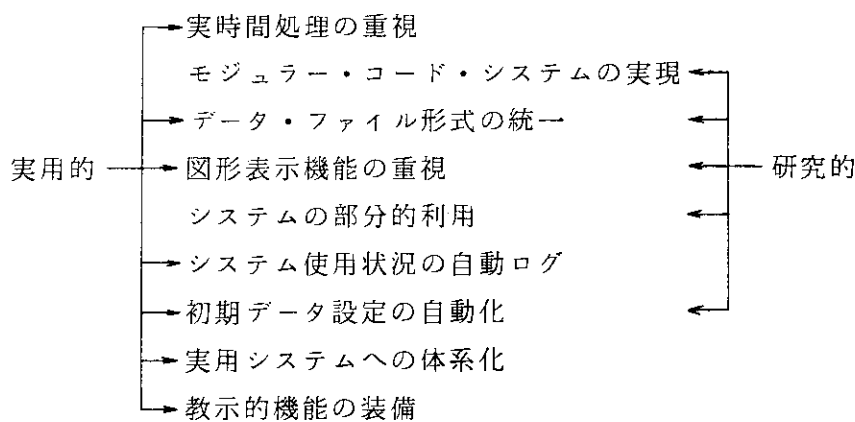 実時間処理の重視
モジュラー・コード・システムの実現
データ・ファイル形式の統一
実用的 図形表示機能の重視 研究的
システムの部分的利用
システム使用状況の自動ログ
初期データ設定の自動化
実用システムへの体系化
教示的機能の装備